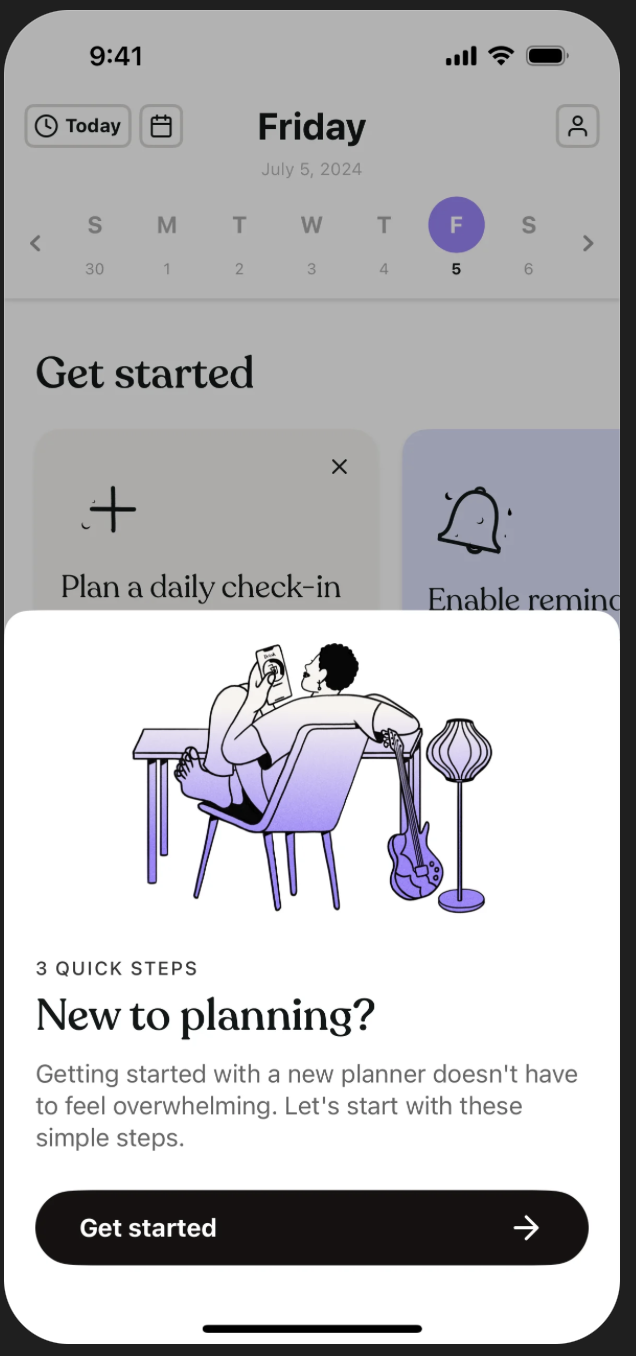 9:41
Today
Friday
July 5, 2024
S M T W T F S
30 1 2 3 4 5 6
Get started
Plan a daily check-in
Enable remind
3 QUICK STEPS
New to planning?
Getting started with a new planner doesn't have
to feel overwhelming. Let's start with these
simple steps.
Get started